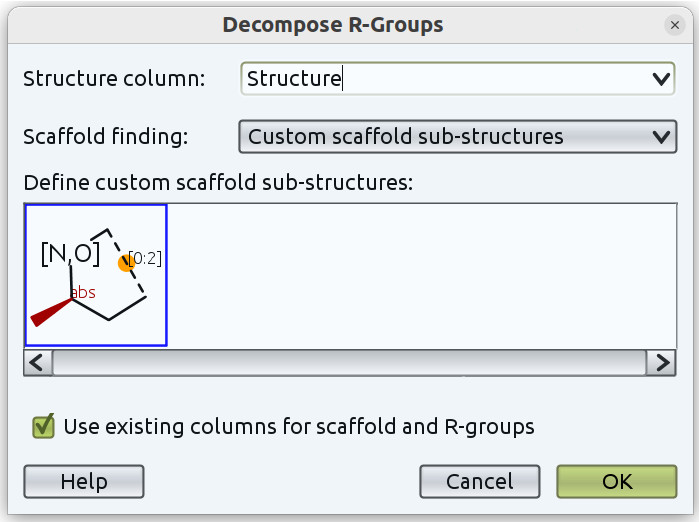 Decompose R-Groups
Structure column: Structure
Scaffold finding: Custom scaffold sub-structures
Define custom scaffold sub-structures:
[N,O] [0:2]
abs
Use existing columns for scaffold and R-groups
Help Cancel OK